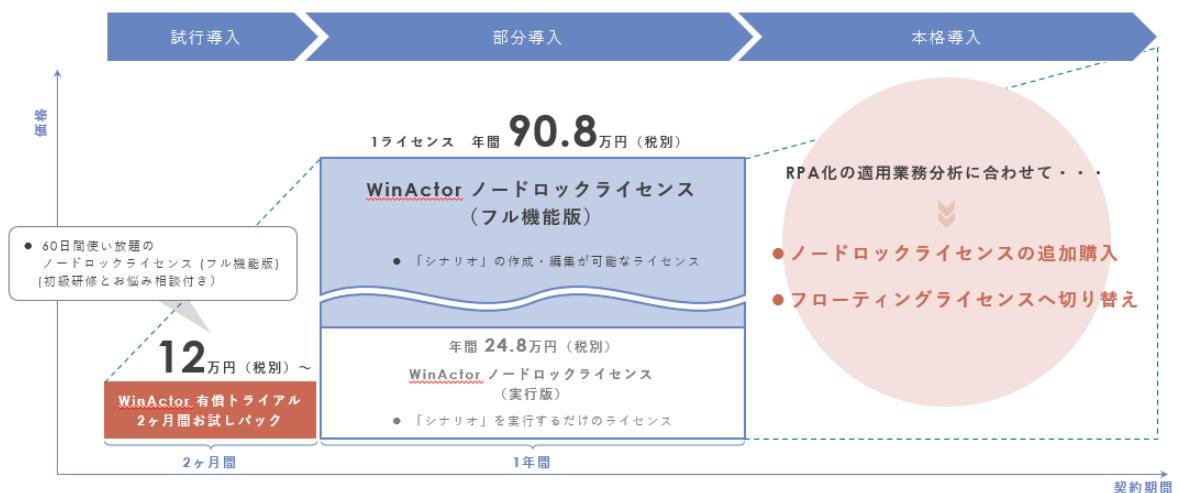 試行導入
部分導入
本格導入
価格
1ライセンス 年間 90.8万円（税別）
WinActor ノードロックライセンス
（フル機能版）
● 「シナリオ」の作成・編集が可能なライセンス
RPA化の適用業務分析に合わせて・・・
●ノードロックライセンスの追加購入
●フローティングライセンスへ切り替え
● 60日間使い放題の
ノードロックライセンス (フル機能版)
(初級研修とお悩み相談付き）
12万円（税別）～
WinActor 有償トライアル
2ヶ月間お試しパック
年間 24.8万円（税別）
WinActor ノードロックライセンス
（実行版）
● 「シナリオ」を実行するだけのライセンス
2ヶ月間
1年間
契約期間